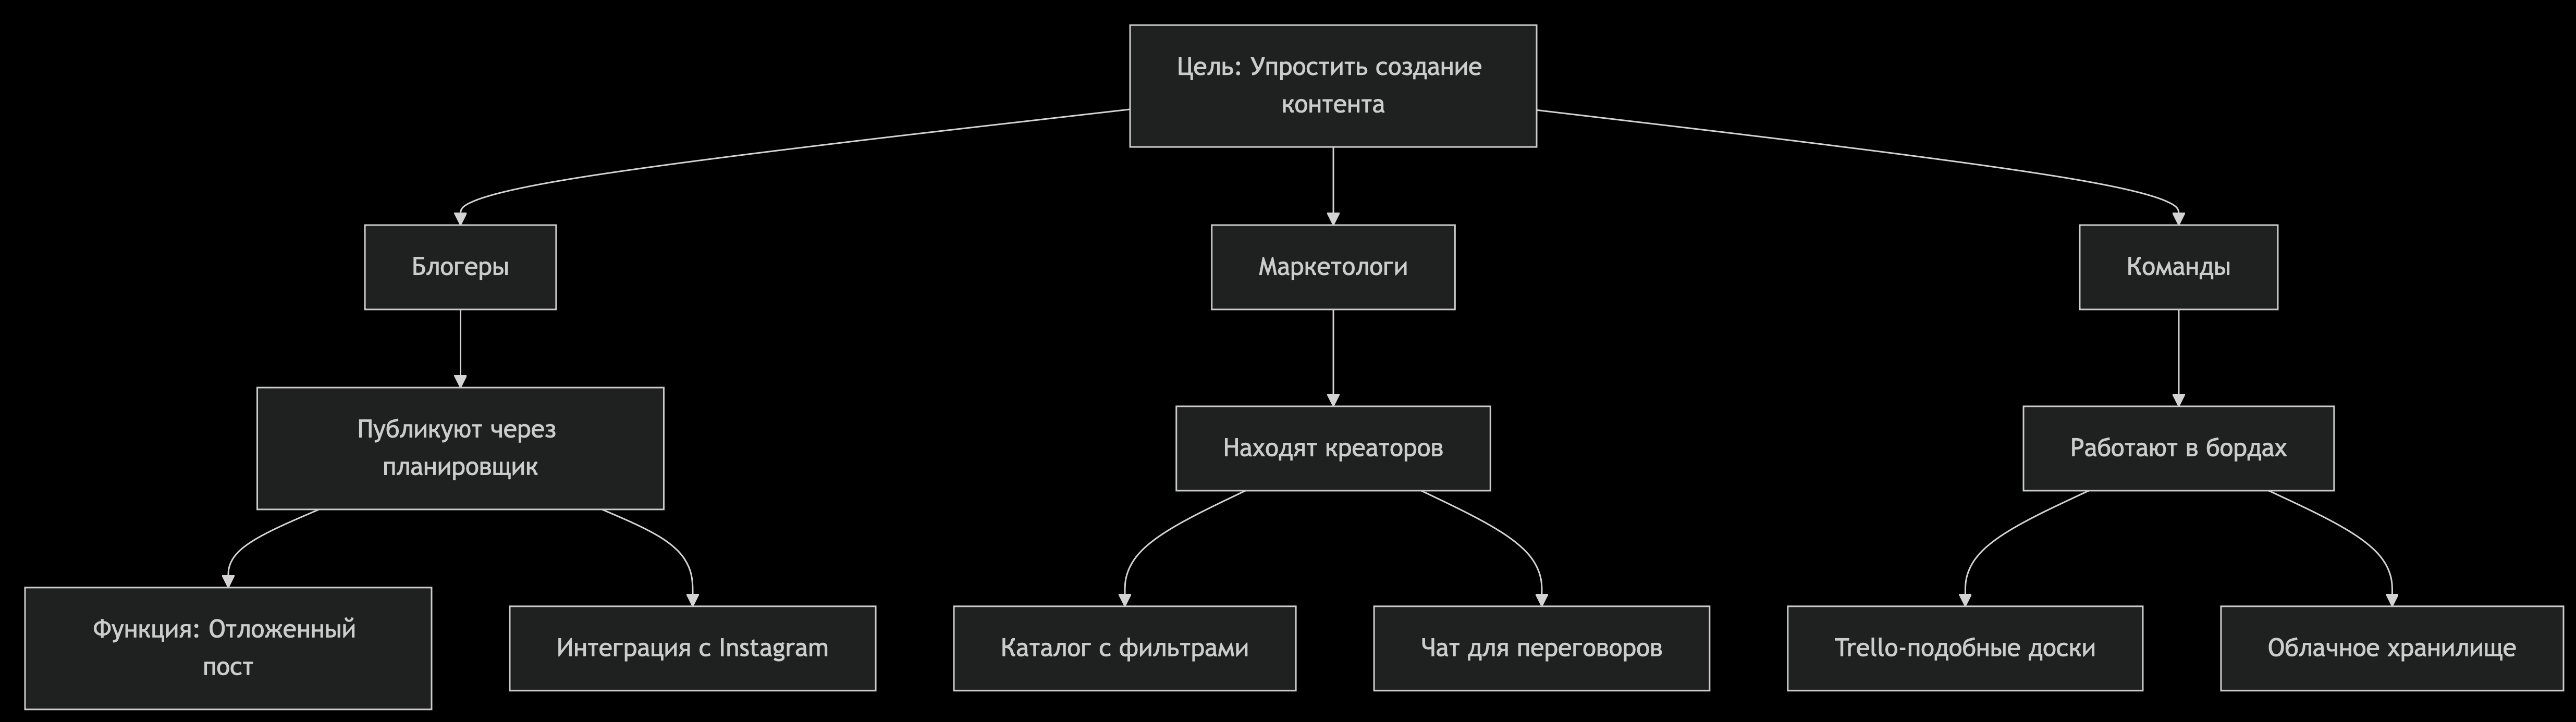 Цель: Упростить создание
контента
Блогеры
Маркетологи
Команды
Публикуют через
планировщик
Находят креаторов
Работают в бордах
Функция: Отложенный
пост
Интеграция с Instagram
Каталог с фильтрами
Чат для переговоров
Trello-подобные доски
Облачное хранилище